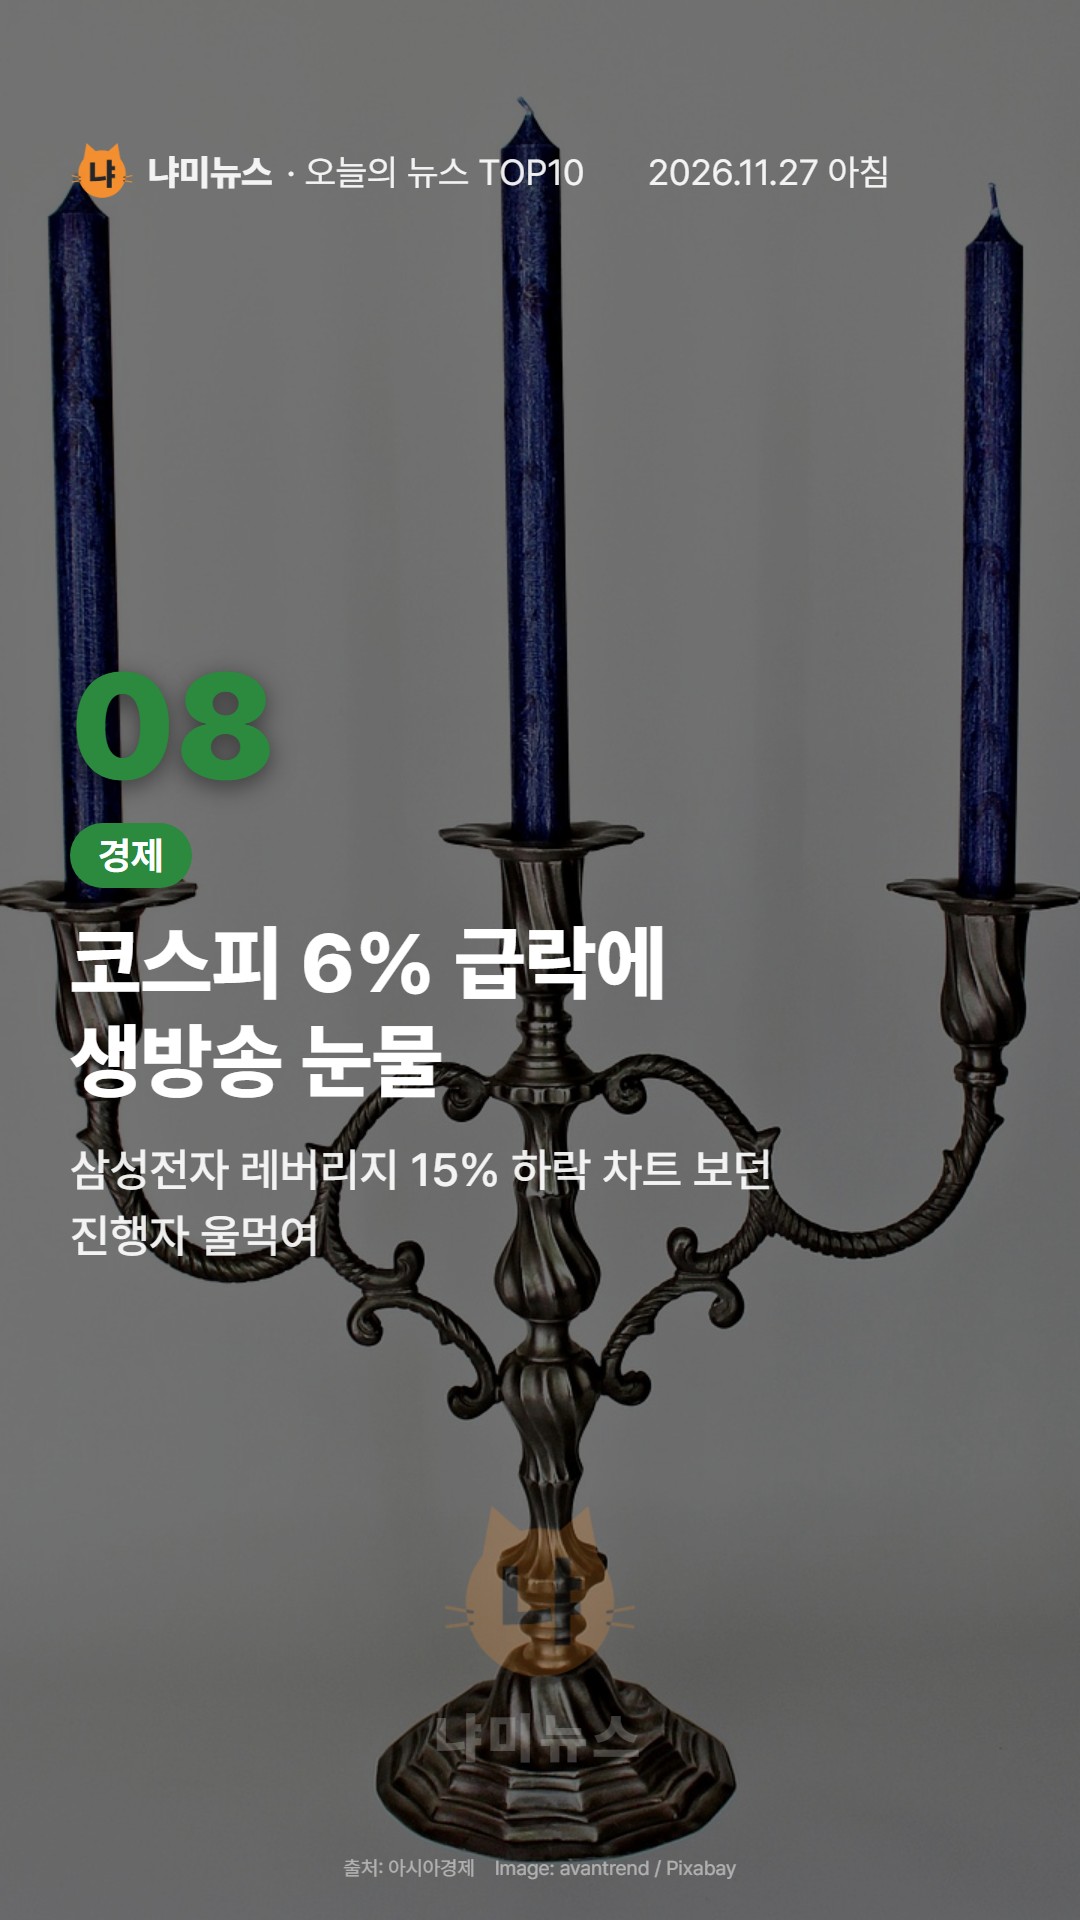 냐 냐미뉴스 · 오늘의 뉴스 TOP10 2026.11.27 아침
08
경제
코스피 6% 급락에
생방송 눈물
삼성전자 레버리지 15% 하락 차트 보던
진행자 울먹여
냐
냐미뉴스
출처: 아시아경제 Image: avantrend / Pixabay